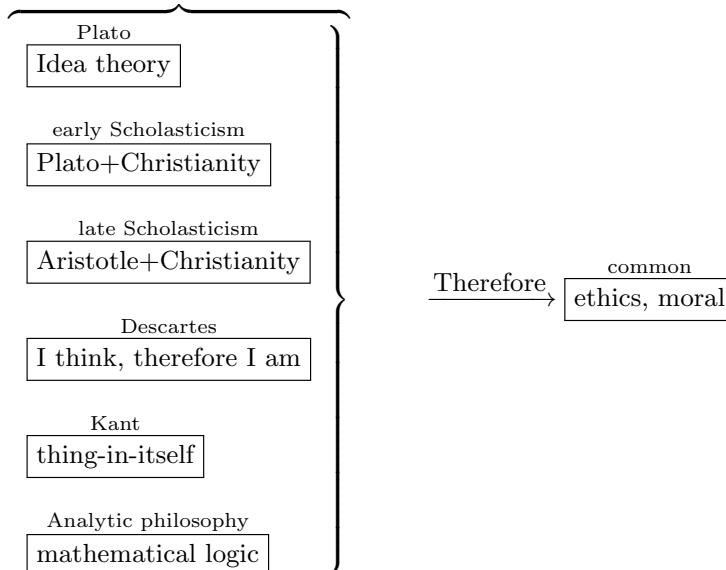 Plato
Idea theory
early Scholasticism
Plato+Christianity
late Scholasticism
Aristotle+Christianity
Descartes
I think, therefore I am
Kant
thing-in-itself
Analytic philosophy
mathematical logic
Therefore
common
ethics, moral